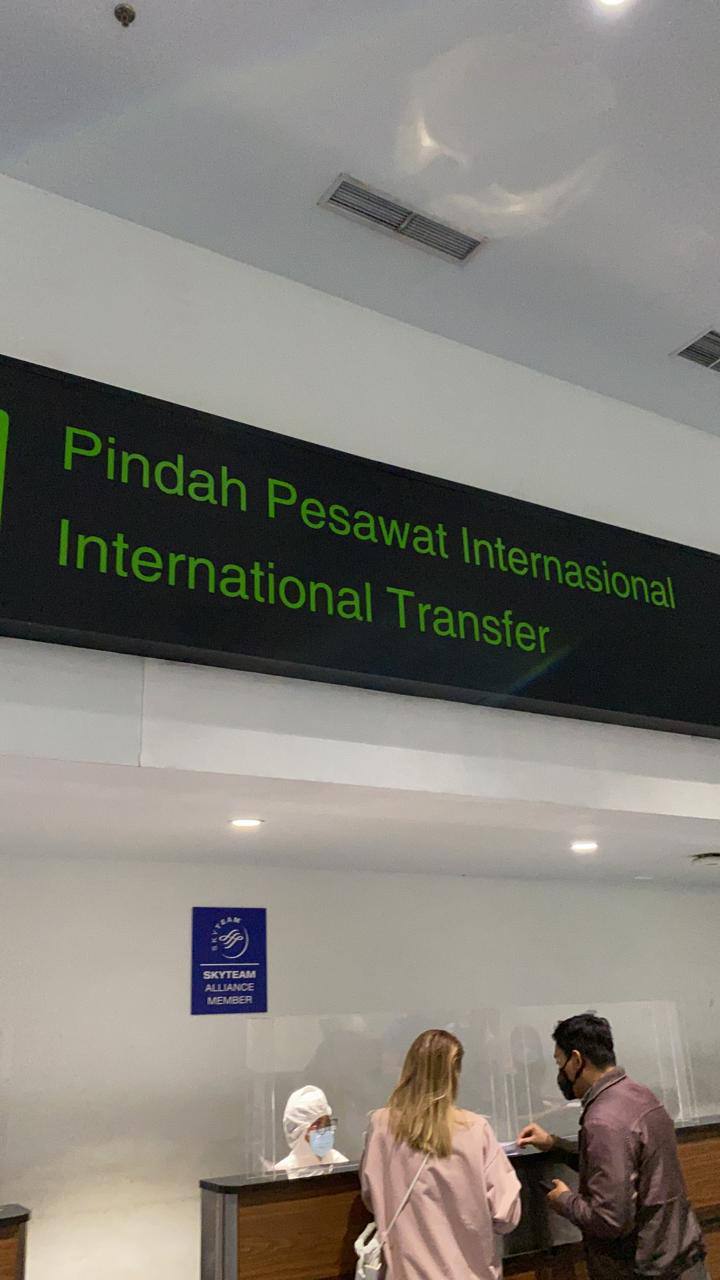 Pindah Pesawat Internasional
International Transfer
SKYTEAM
SKYTEAM
ALLIANCE
MEMBER